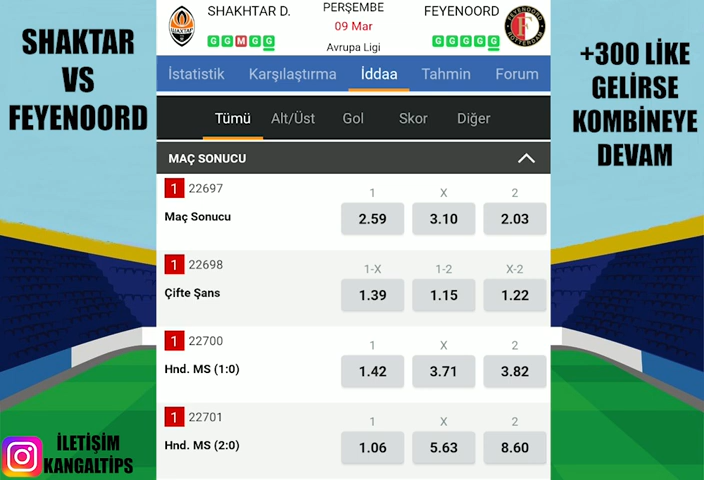 SHAKTAR
VS
FEYENOORD
SHAKHTAR D.
G G M G G
PERŞEMBE
09 Mar
Avrupa Ligi
FEYENOORD
G G G G G
+300 LİKE
GELİRSE
KOMBİNEYE
DEVAM
İstatistik Karşılaştırma İddaa Tahmin Forum
Tümü Alt/Üst Gol Skor Diğer
MAÇ SONUCU
1 22697 1 X 2
Maç Sonucu 2.59 3.10 2.03
1 22698 1-X 1-2 X-2
Çifte Şans 1.39 1.15 1.22
1 22700 1 X 2
Hnd. MS (1:0) 1.42 3.71 3.82
1 22701 1 X 2
Hnd. MS (2:0) 1.06 5.63 8.60
İLETİŞİM
KANGALTİPS